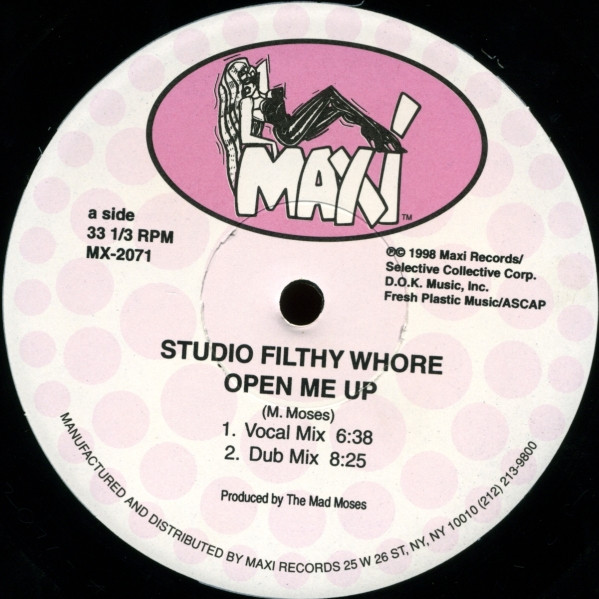 MAXI
TM
a side
33 1/3 RPM
MX-2071
℗© 1998 Maxi Records/
Selective Collective Corp.
D.O.K. Music, Inc.
Fresh Plastic Music/ASCAP
STUDIO FILTHY WHORE
OPEN ME UP
(M. Moses)
1. Vocal Mix 6:38
2. Dub Mix 8:25
Produced by The Mad Moses
MANUFACTURED AND DISTRIBUTED BY MAXI RECORDS 25 W 26 ST, NY, NY 10010 (212) 213-9800